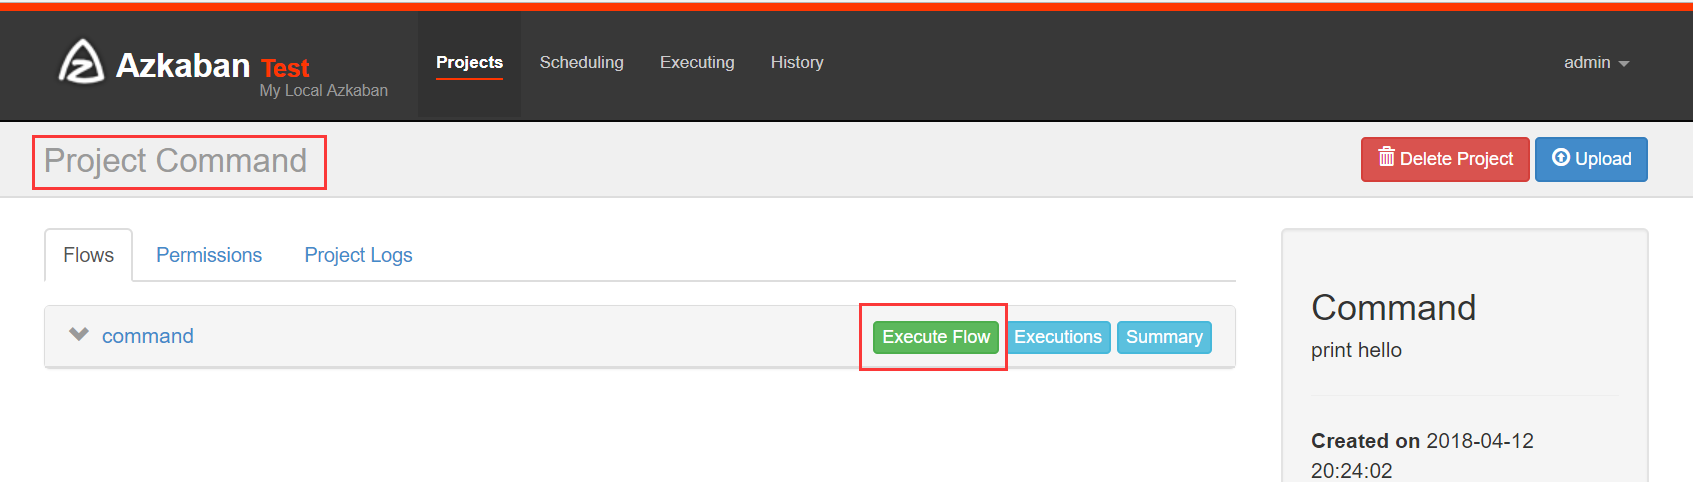 Azkaban Test
My Local Azkaban
Projects Scheduling Executing History
admin
Project Command
Delete Project Upload
Flows Permissions Project Logs
command
Execute Flow Executions Summary
Command
print hello
Created on 2018-04-12
20:24:02